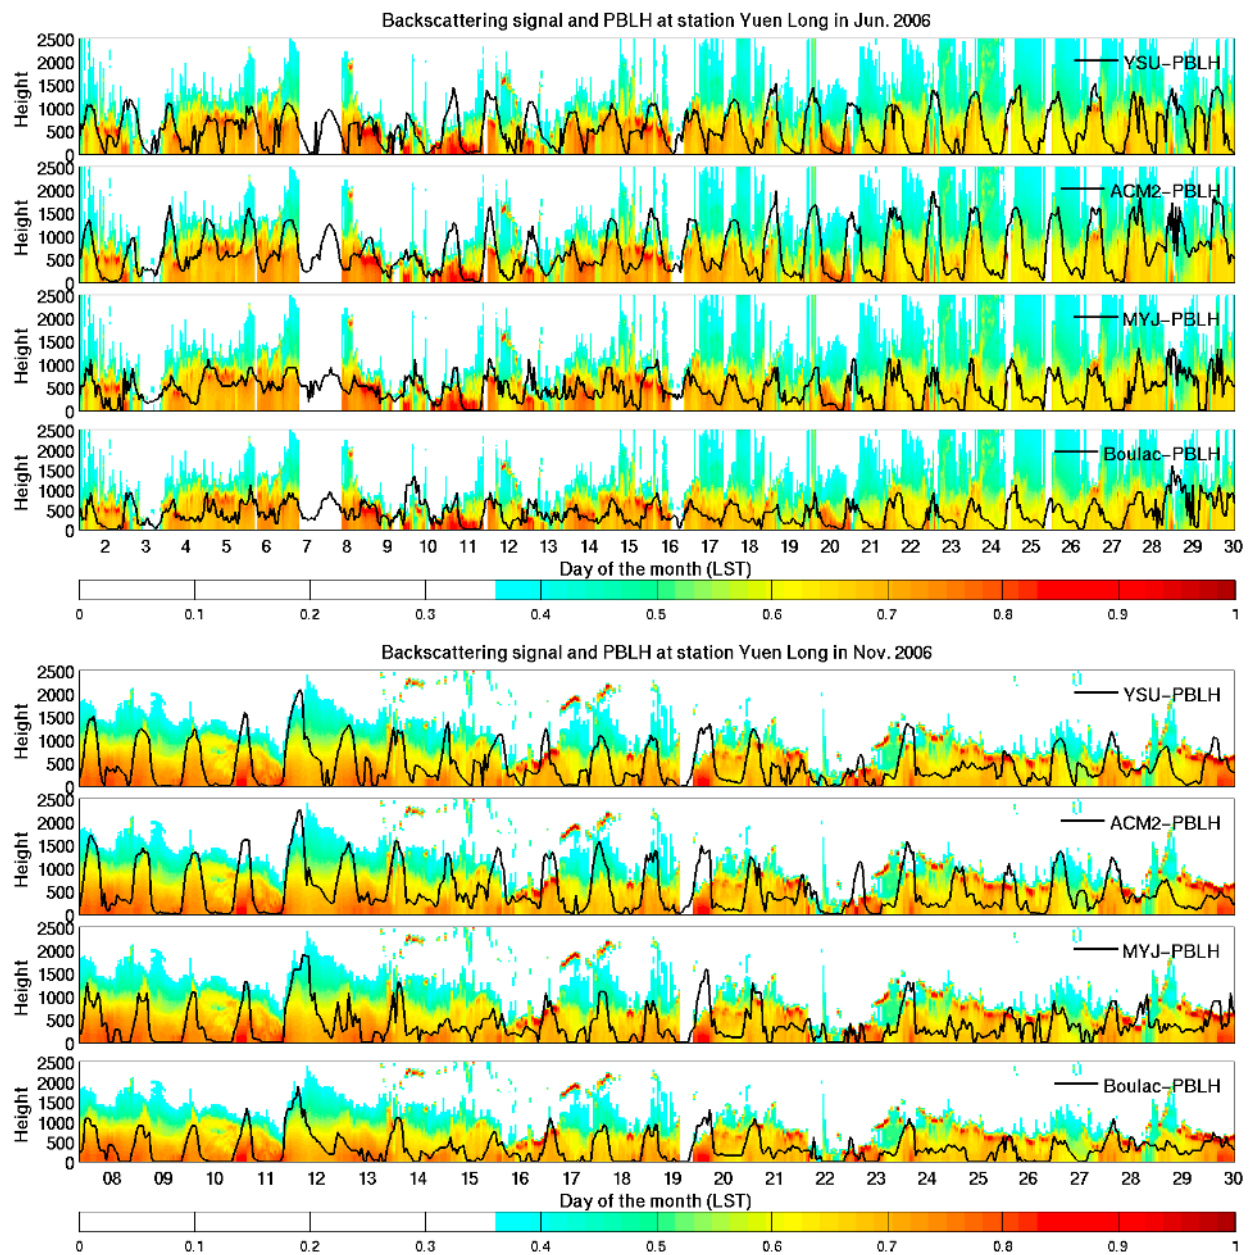 Backscattering signal and PBLH at station Yuen Long in Jun. 2006
2500
2000
1500
1000
500
0
Height
YSU-PBLH
2500
2000
1500
1000
500
0
Height
ACM2-PBLH
2500
2000
1500
1000
500
0
Height
MYJ-PBLH
2500
2000
1500
1000
500
0
Height
Boulac-PBLH
2 3 4 5 6 7 8 9 10 11 12 13 14 15 16 17 18 19 20 21 22 23 24 25 26 27 28 29 30
Day of the month (LST)
0 0.1 0.2 0.3 0.4 0.5 0.6 0.7 0.8 0.9 1
Backscattering signal and PBLH at station Yuen Long in Nov. 2006
2500
2000
1500
1000
500
0
Height
YSU-PBLH
2500
2000
1500
1000
500
0
Height
ACM2-PBLH
2500
2000
1500
1000
500
0
Height
MYJ-PBLH
2500
2000
1500
1000
500
0
Height
Boulac-PBLH
08 09 10 11 12 13 14 15 16 17 18 19 20 21 22 23 24 25 26 27 28 29 30
Day of the month (LST)
0 0.1 0.2 0.3 0.4 0.5 0.6 0.7 0.8 0.9 1